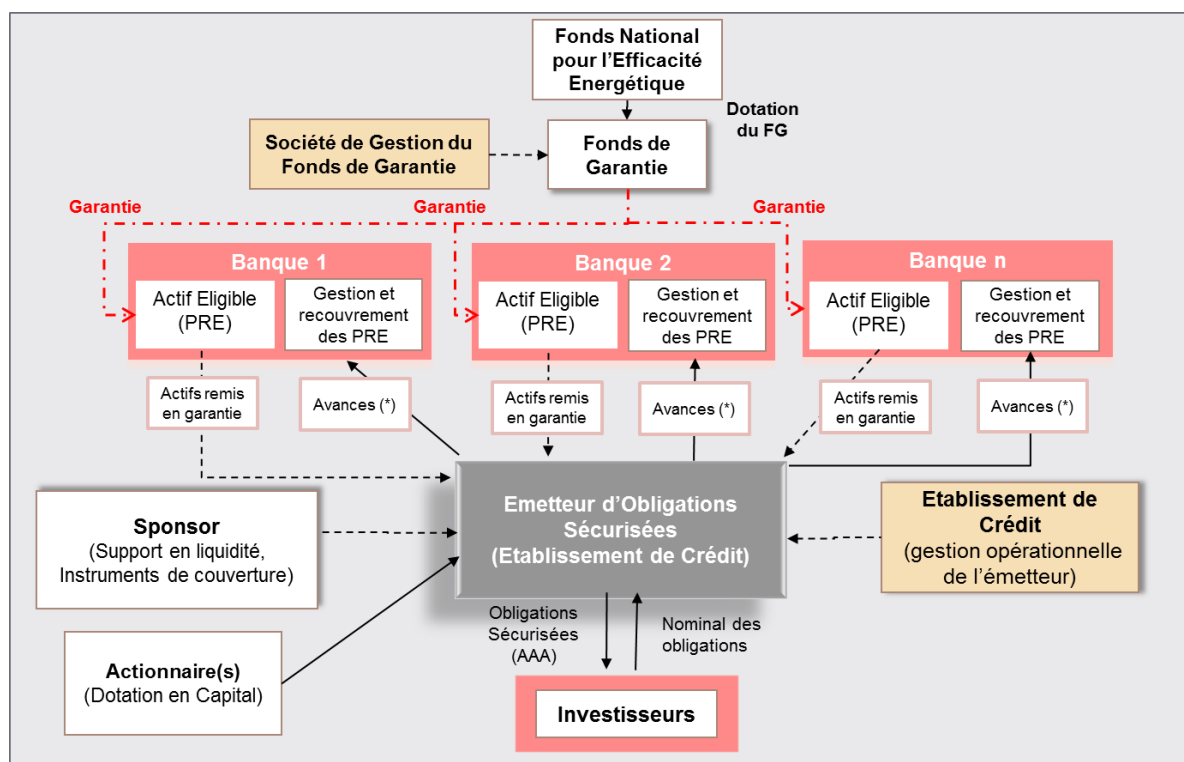 Fonds National
pour l'Efficacité
Energétique
Dotation
du FG
Société de Gestion du
Fonds de Garantie
Fonds de
Garantie
Garantie
Garantie
Garantie
Banque 1
Actif Eligible
(PRE)
Gestion et
recouvrement
des PRE
Banque 2
Actif Eligible
(PRE)
Gestion et
recouvrement
des PRE
Banque n
Actif Eligible
(PRE)
Gestion et
recouvrement
des PRE
Actifs remis
en garantie
Avances (*)
Actifs remis
en garantie
Avances (*)
Actifs remis
en garantie
Avances (*)
Emetteur d'Obligations
Sécurisées
(Etablissement de Crédit)
Sponsor
(Support en liquidité,
Instruments de couverture)
Etablissement de
Crédit
(gestion opérationnelle
de l'émetteur)
Actionnaire(s)
(Dotation en Capital)
Obligations
Sécurisées
(AAA)
Nominal des
obligations
Investisseurs